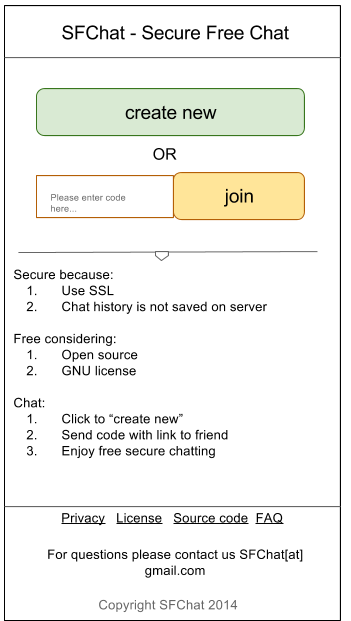 SFChat - Secure Free Chat
create new
OR
Please enter code
here...
join
Secure because:
1. Use SSL
2. Chat history is not saved on server
Free considering:
1. Open source
2. GNU license
Chat:
1. Click to “create new”
2. Send code with link to friend
3. Enjoy free secure chatting
Privacy License Source code FAQ
For questions please contact us SFChat[at]
gmail.com
Copyright SFChat 2014